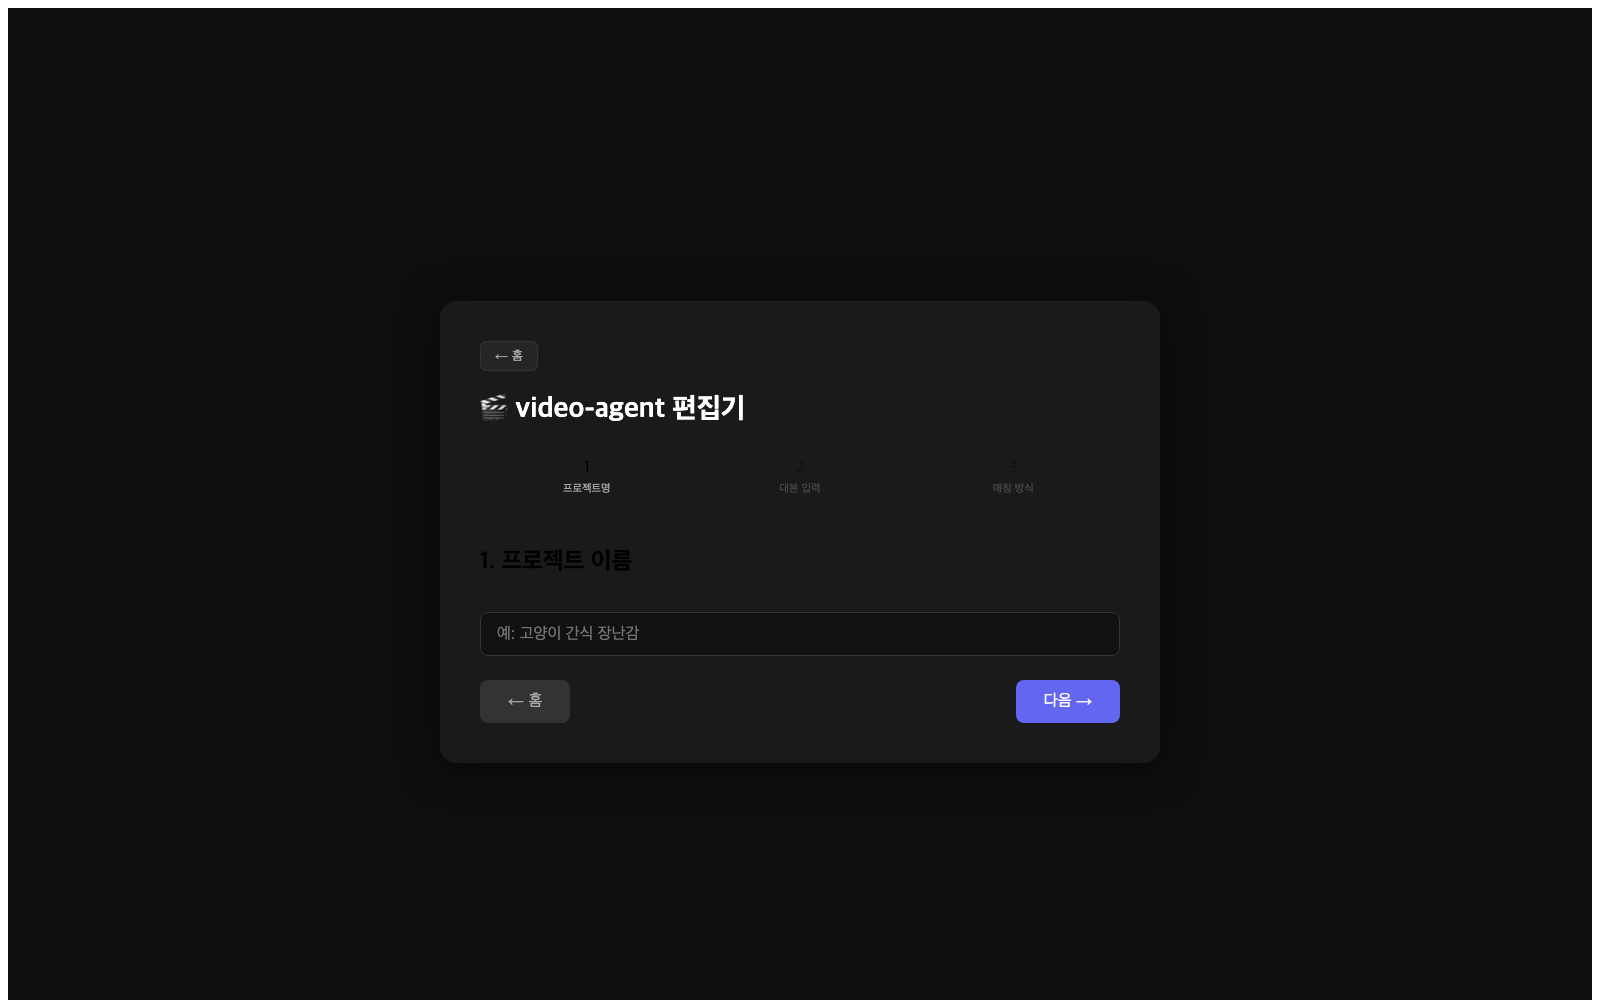 ← 홈
🎬 video-agent 편집기
1 2 3
프로젝트명 대본 입력 매칭 방식
1. 프로젝트 이름
예: 고양이 간식 장난감
← 홈 다음 →